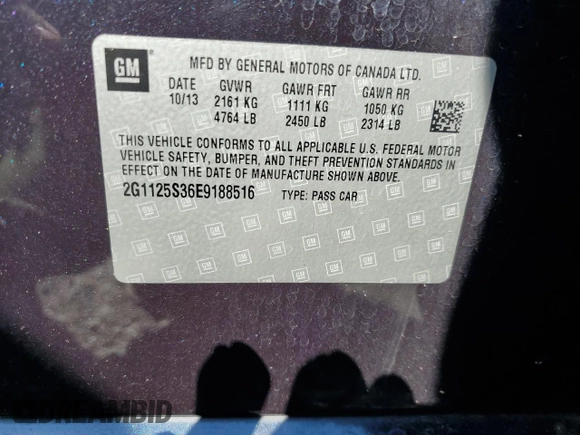 GM
MFD BY GENERAL MOTORS OF CANADA LTD.
DATE GVWR GAWR FRT GAWR RR
10/13 2161 KG 1111 KG 1050 KG
4764 LB 2450 LB 2314 LB
THIS VEHICLE CONFORMS TO ALL APPLICABLE U.S. FEDERAL MOTOR
VEHICLE SAFETY, BUMPER, AND THEFT PREVENTION STANDARDS IN
EFFECT ON THE DATE OF MANUFACTURE SHOWN ABOVE.
2G1125S36E9188516 TYPE: PASS CAR
DREAMBID